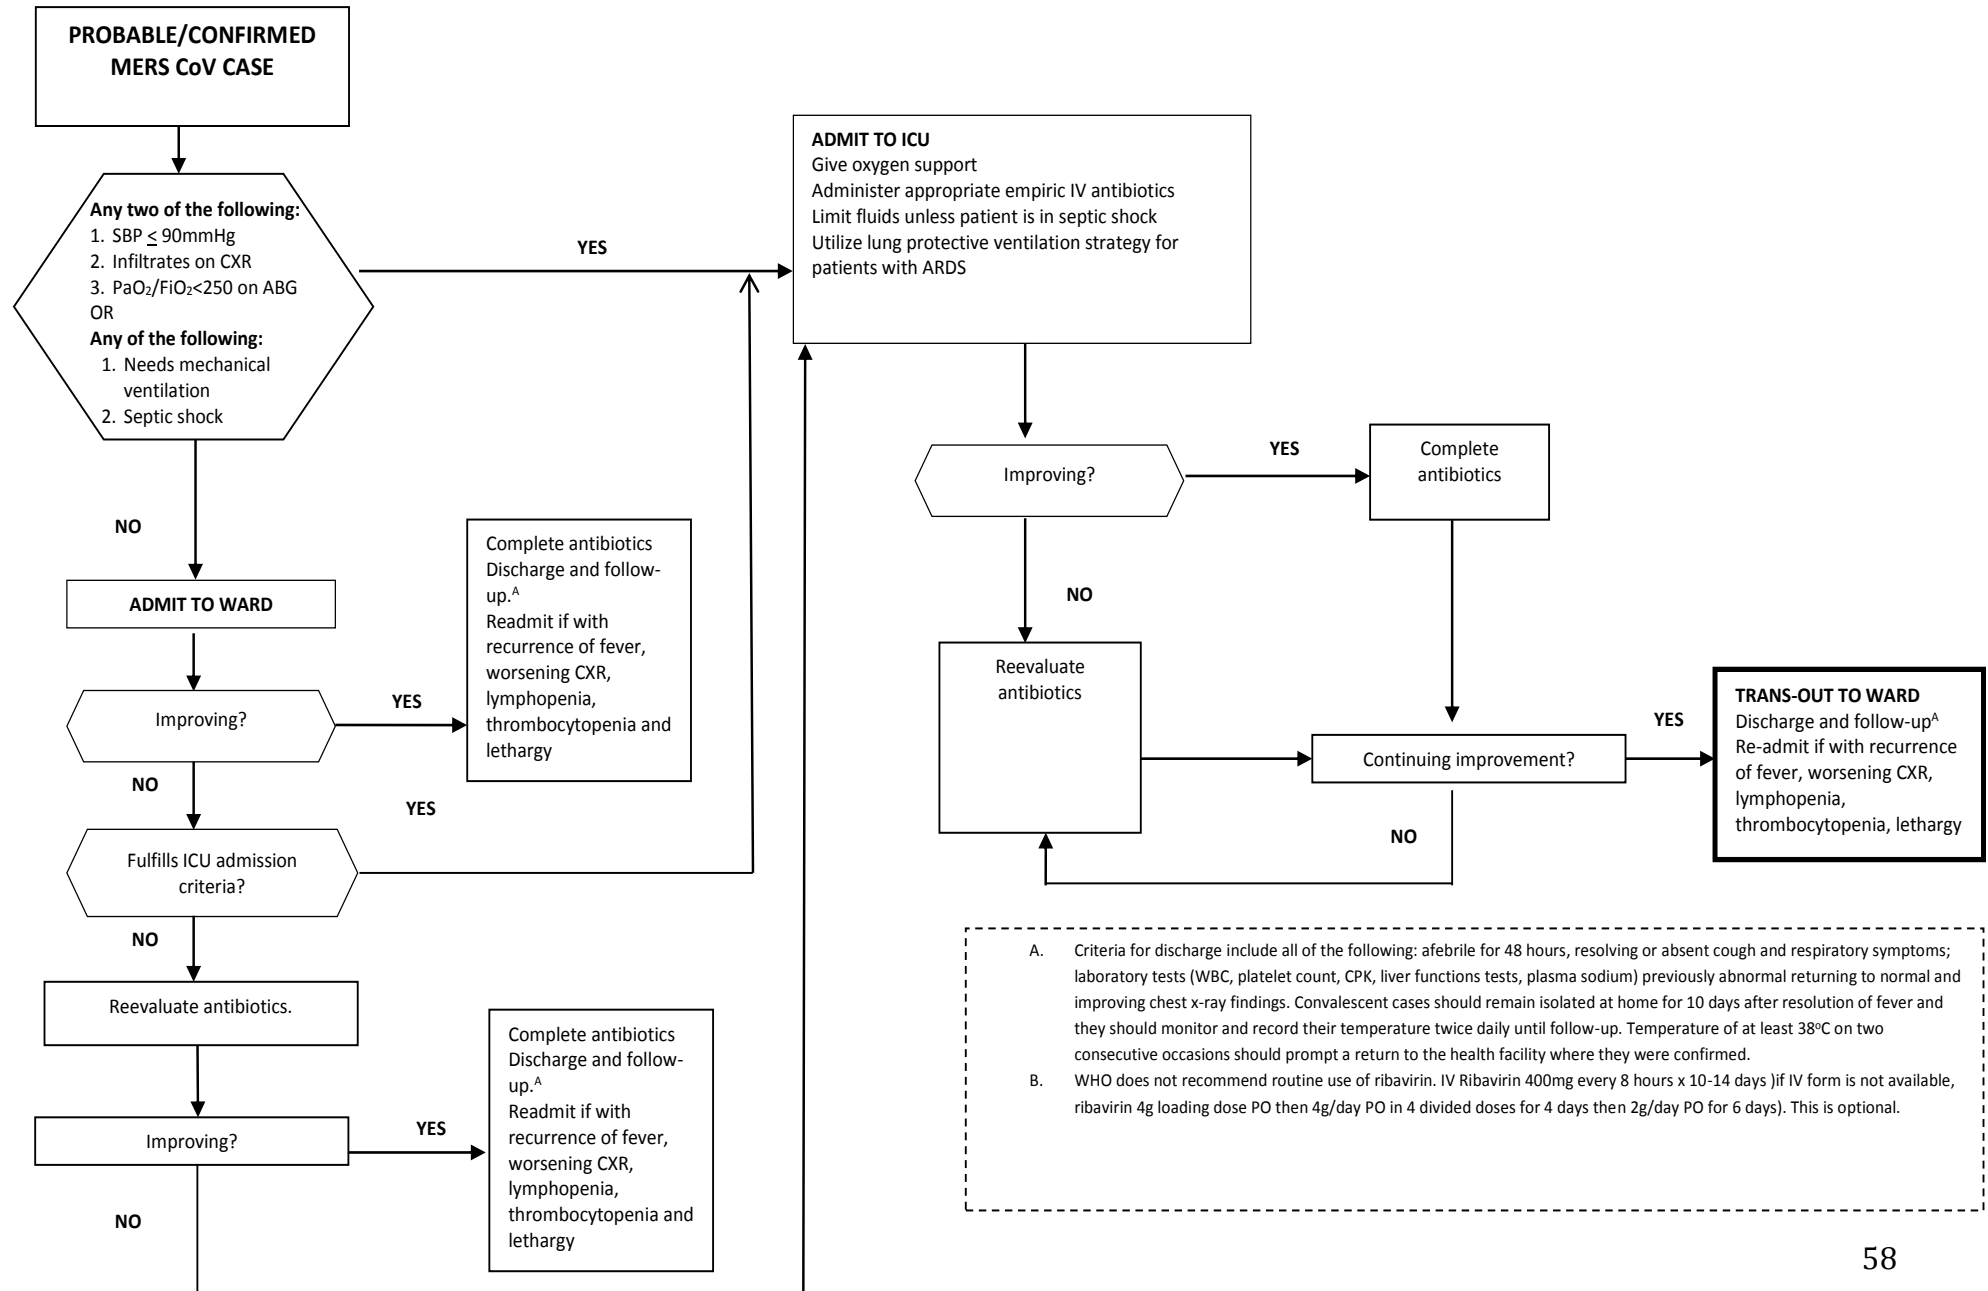 PROBABLE/CONFIRMED
MERS CoV CASE
Any two of the following:
1. SBP ≤ 90mmHg
2. Infiltrates on CXR
3. PaO₂/FiO₂<250 on ABG
OR
Any of the following:
1. Needs mechanical
ventilation
2. Septic shock
YES
NO
ADMIT TO WARD
Improving?
YES
Complete antibiotics
Discharge and follow-
up.ᴬ
Readmit if with
recurrence of fever,
worsening CXR,
lymphopenia,
thrombocytopenia and
lethargy
NO
YES
Fulfills ICU admission
criteria?
NO
Reevaluate antibiotics.
Improving?
YES
Complete antibiotics
Discharge and follow-
up.ᴬ
Readmit if with
recurrence of fever,
worsening CXR,
lymphopenia,
thrombocytopenia and
lethargy
NO
ADMIT TO ICU
Give oxygen support
Administer appropriate empiric IV antibiotics
Limit fluids unless patient is in septic shock
Utilize lung protective ventilation strategy for
patients with ARDS
Improving?
YES
Complete
antibiotics
NO
Reevaluate
antibiotics
Continuing improvement?
YES
NO
TRANS-OUT TO WARD
Discharge and follow-upᴬ
Re-admit if with recurrence
of fever, worsening CXR,
lymphopenia,
thrombocytopenia, lethargy
A. Criteria for discharge include all of the following: afebrile for 48 hours, resolving or absent cough and respiratory symptoms;
laboratory tests (WBC, platelet count, CPK, liver functions tests, plasma sodium) previously abnormal returning to normal and
improving chest x-ray findings. Convalescent cases should remain isolated at home for 10 days after resolution of fever and
they should monitor and record their temperature twice daily until follow-up. Temperature of at least 38ºC on two
consecutive occasions should prompt a return to the health facility where they were confirmed.
B. WHO does not recommend routine use of ribavirin. IV Ribavirin 400mg every 8 hours x 10-14 days )if IV form is not available,
ribavirin 4g loading dose PO then 4g/day PO in 4 divided doses for 4 days then 2g/day PO for 6 days). This is optional.
58